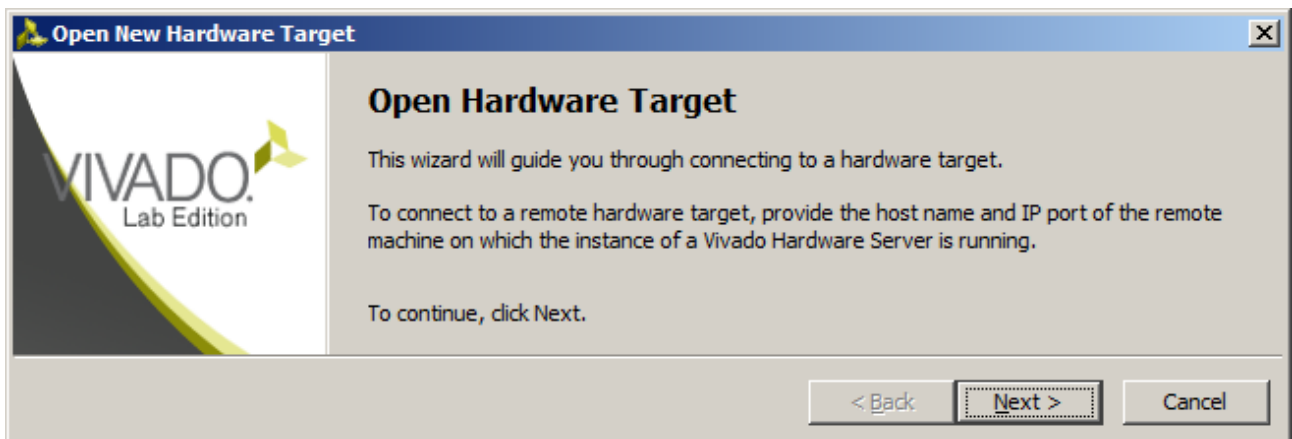 Open New Hardware Target
VIVADO.
Lab Edition
Open Hardware Target
This wizard will guide you through connecting to a hardware target.
To connect to a remote hardware target, provide the host name and IP port of the remote
machine on which the instance of a Vivado Hardware Server is running.
To continue, click Next.
< Back
Next >
Cancel